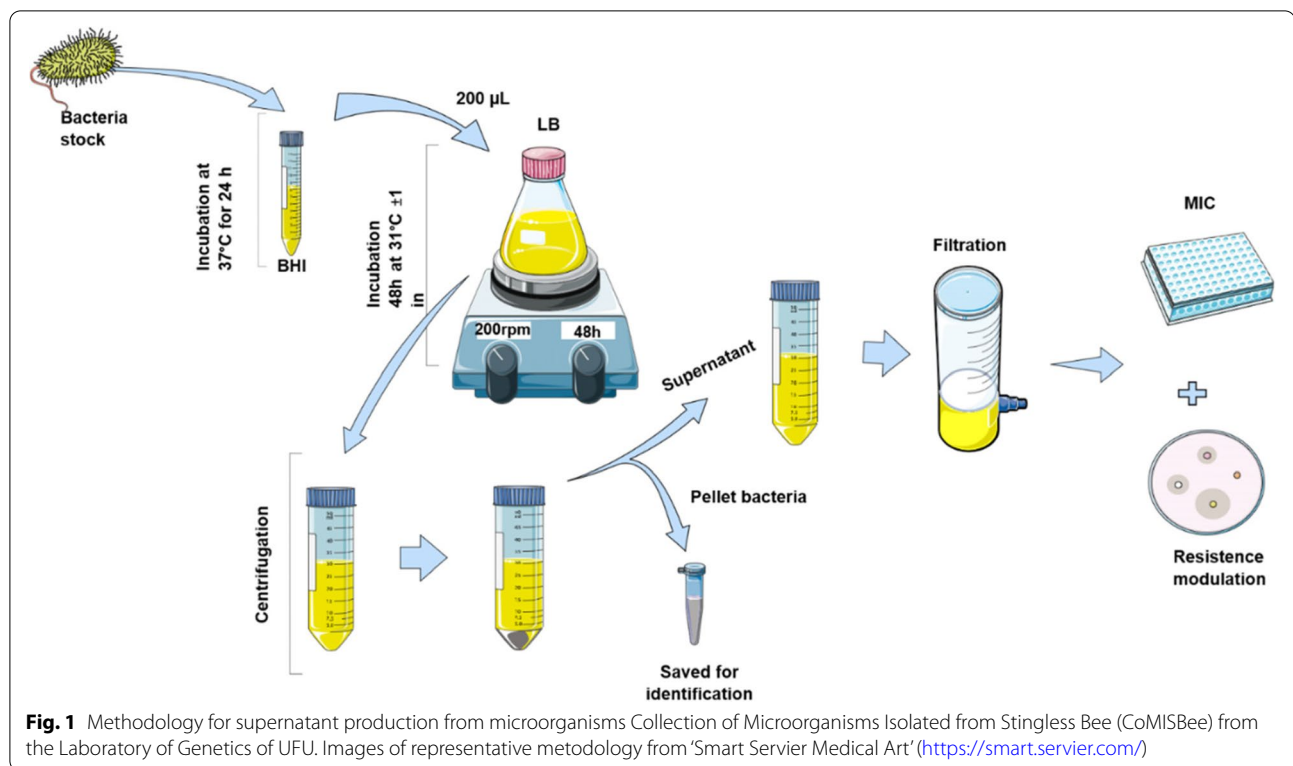 Bacteria
stock
Incubation at
37°C for 24 h
BHI
200 µL
LB
Incubation
48h at 31°C ±1
in
200rpm
48h
Centrifugation
Supernatant
Pellet bacteria
Saved for
identification
Filtration
MIC
Resistence
modulation
Fig. 1 Methodology for supernatant production from microorganisms Collection of Microorganisms Isolated from Stingless Bee (CoMISBee) from
the Laboratory of Genetics of UFU. Images of representative metodology from ‘Smart Servier Medical Art’ (https://smart.servier.com/)